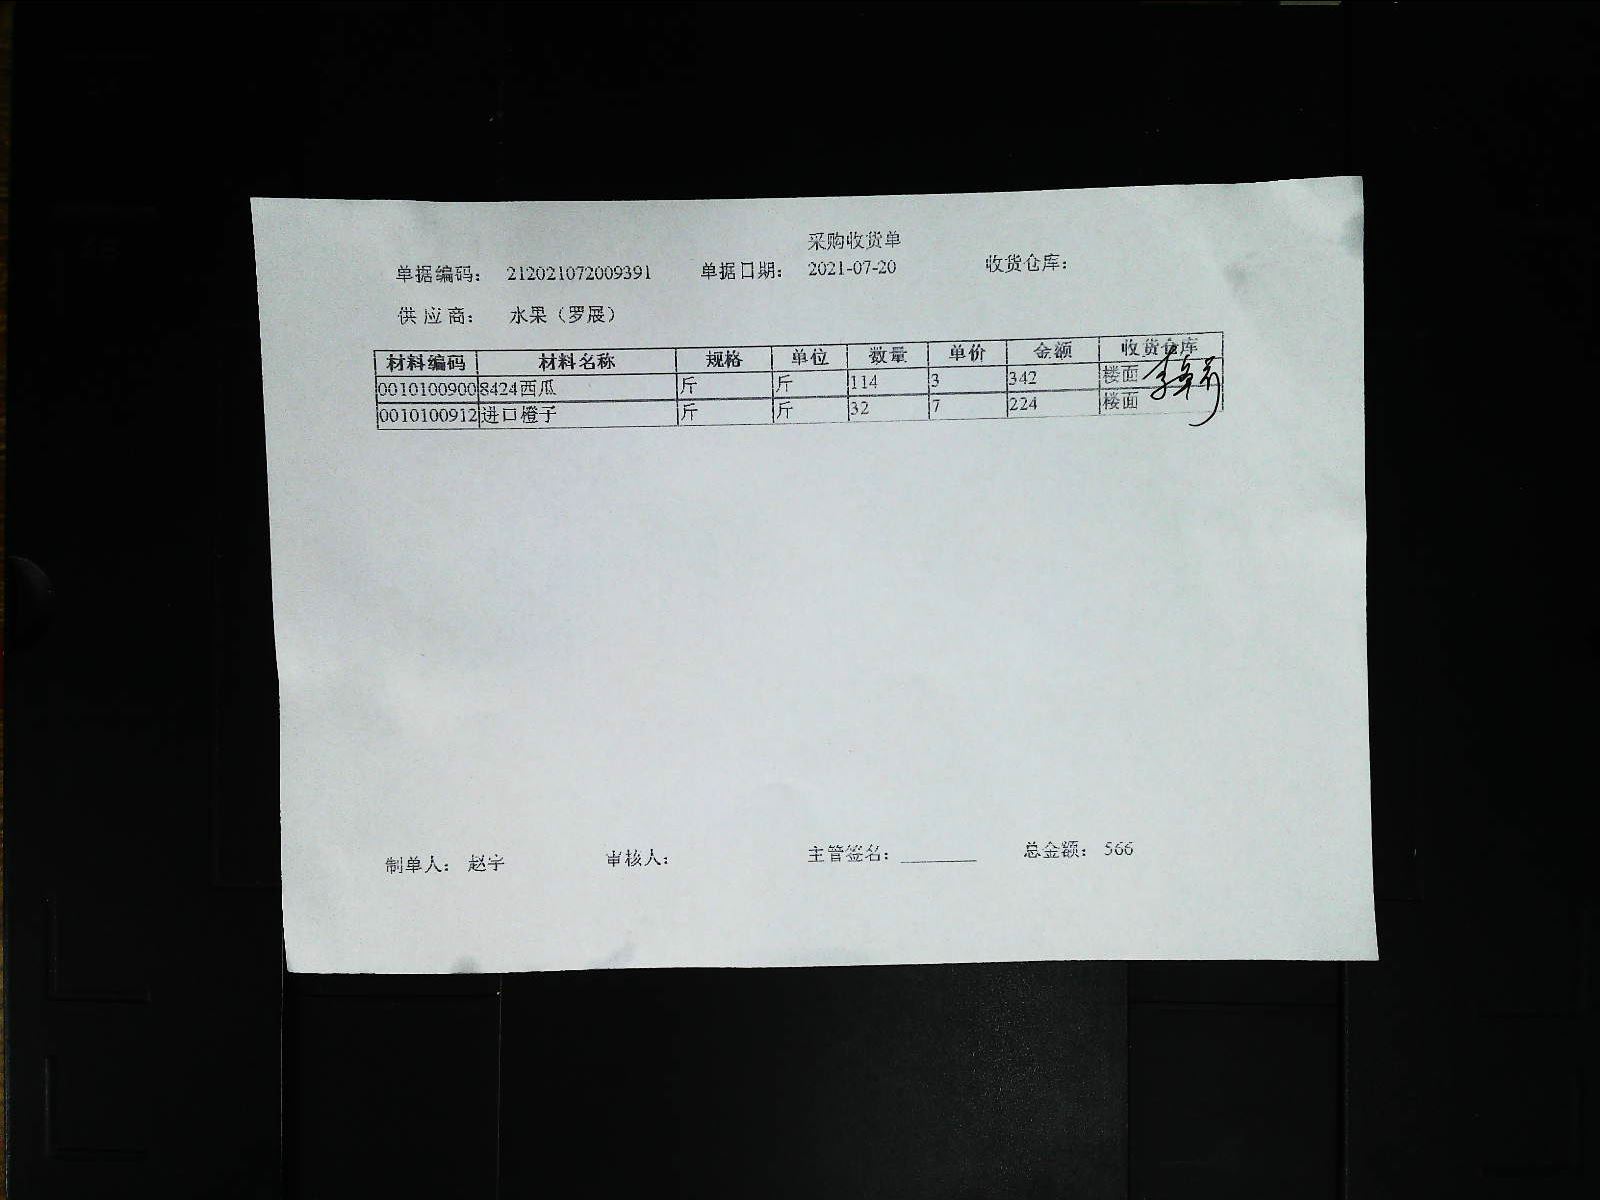 采购收货单
单据编码： 212021072009391 单据日期： 2021-07-20 收货仓库：
供 应 商： 水果（罗展）
材料编码 材料名称 规格 单位 数量 单价 金额 收货仓库
0010100900 8424西瓜 斤 斤 114 3 342 楼面
0010100912 进口橙子 斤 斤 32 7 224 楼面
制单人： 赵宇 审核人： 主管签名： 总金额： 566